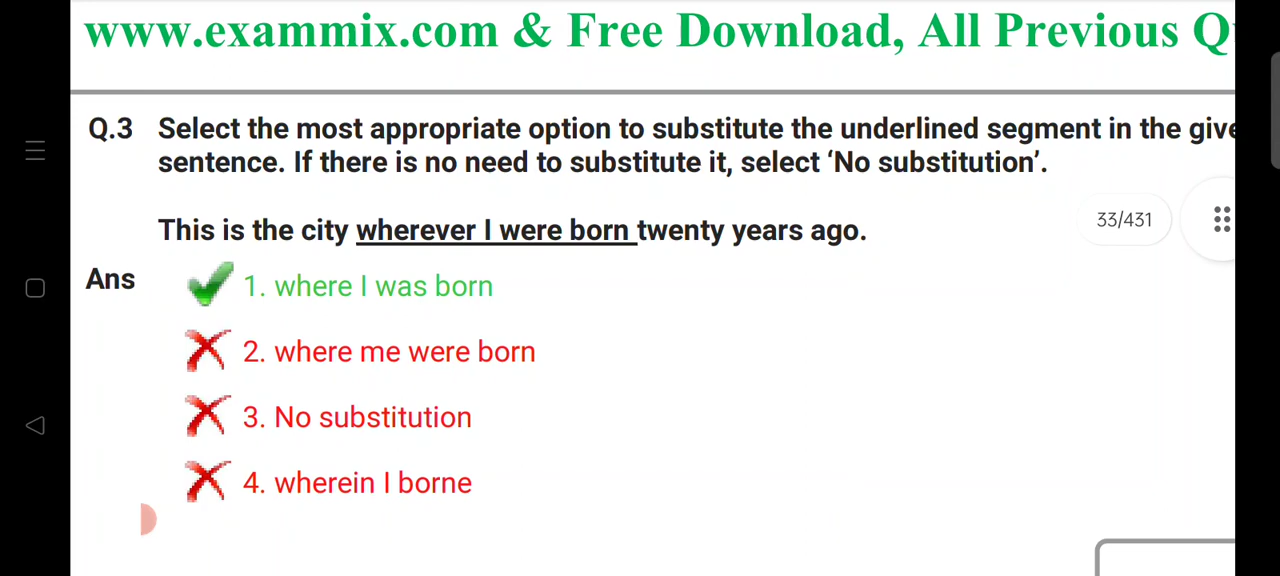 www.exammix.com & Free Download, All Previous Q
Q.3 Select the most appropriate option to substitute the underlined segment in the give
sentence. If there is no need to substitute it, select ‘No substitution’.
33/431
This is the city wherever I were born twenty years ago.
Ans 1. where I was born
2. where me were born
3. No substitution
4. wherein I borne